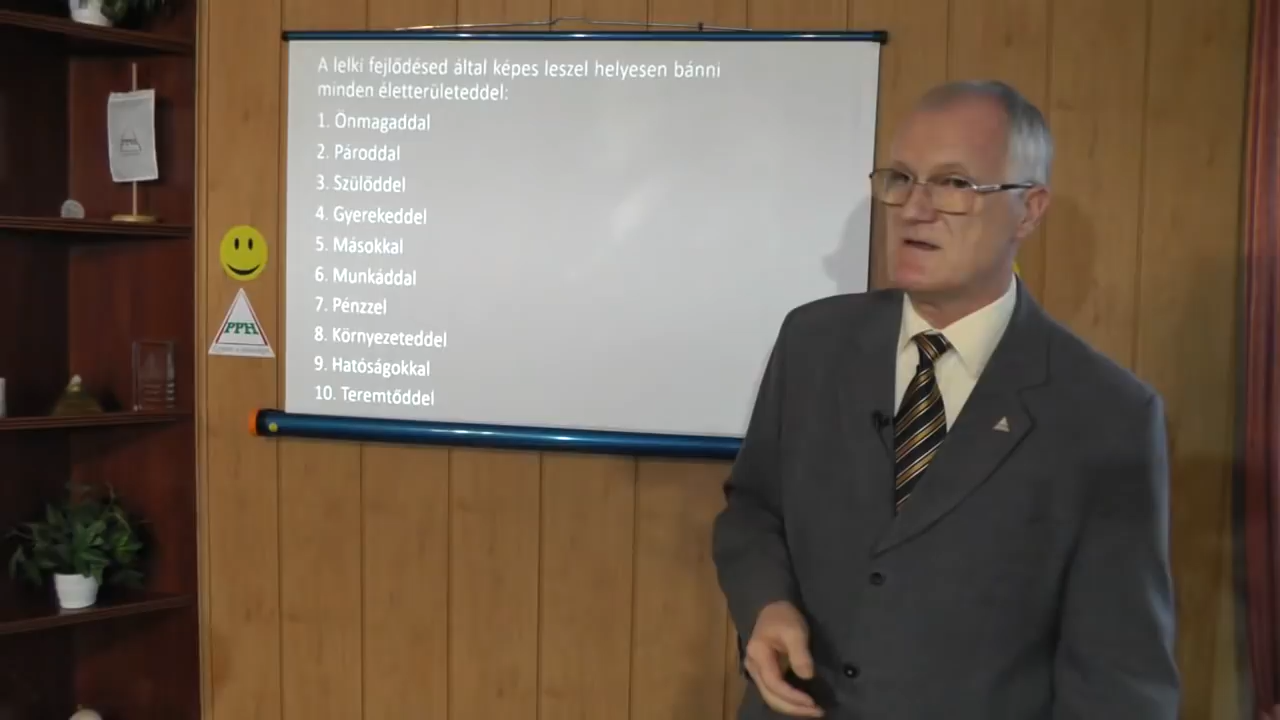 A lelki fejlődésed által képes leszel helyesen bánni
minden életterületeddel:
1. Önmagaddal
2. Pároddal
3. Szülőddel
4. Gyerekeddel
5. Másokkal
6. Munkáddal
7. Pénzzel
8. Környezeteddel
9. Hatóságokkal
10. Teremtőddel
PPH